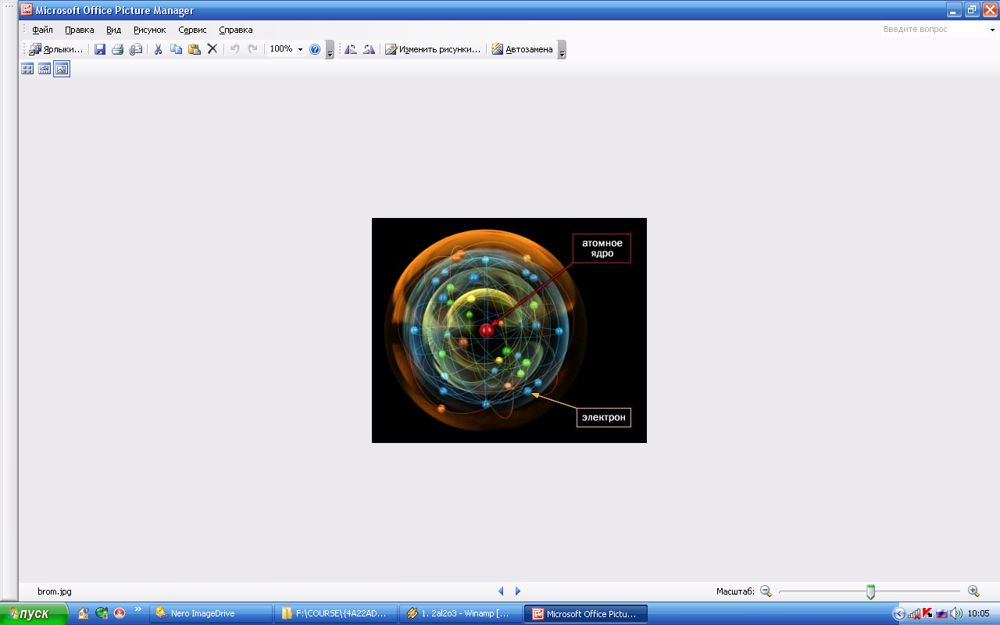 Microsoft Office Picture Manager
Файл Правка Вид Рисунок Сервис Справка
Введите вопрос
Ярлыки... 100% Изменить рисунки... Автозамена
атомное
ядро
электрон
brom.jpg
Масштаб:
пуск Nero ImageDrive F:\COURSE\{4A22AD... 1. 2al2o3 - Winamp [... Microsoft Office Pictu... 10:05